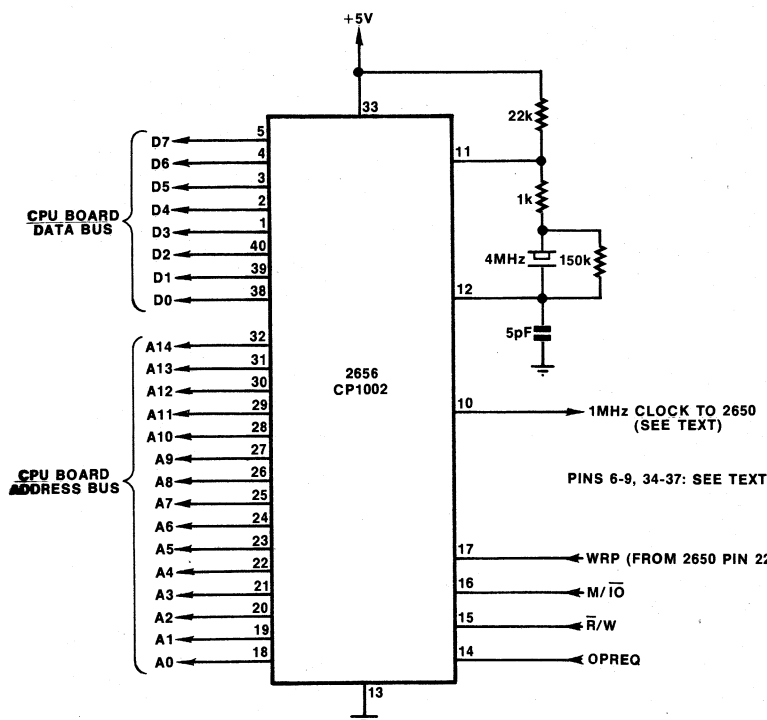 +5V
33
D7 5
D6 4
D5 3
D4 2
D3 1
D2 40
D1 39
D0 38
CPU BOARD
DATA BUS
A14 32
A13 31
A12 30
A11 29
A10 28
A9 27
A8 26
A7 25
A6 24
A5 23
A4 22
A3 21
A2 20
A1 19
A0 18
CPU BOARD
ADDRESS BUS
2656
CP1002
11
22k
1k
4MHz 150k
12
5pF
10 1MHz CLOCK TO 2650
(SEE TEXT)
PINS 6-9, 34-37: SEE TEXT
17 WRP (FROM 2650 PIN 22
16 M/I̅O̅
15 R̅/W
14 OPREQ
13